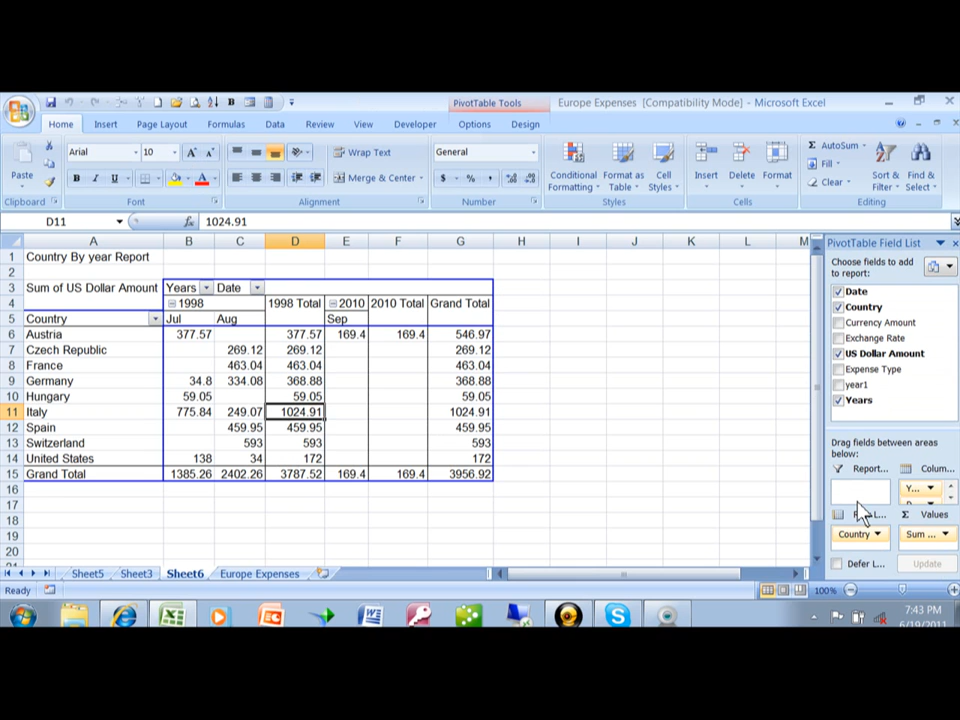 PivotTable Tools
Europe Expenses [Compatibility Mode] - Microsoft Excel
Home Insert Page Layout Formulas Data Review View Developer Options Design
Paste
Clipboard
Arial 10
B I U
Font
Wrap Text
Merge & Center
Alignment
General
$ % ,
Number
Conditional Formatting
Format as Table
Cell Styles
Styles
Insert Delete Format
Cells
Σ AutoSum
Fill
Clear
Sort & Filter
Find & Select
Editing
D11 fx 1024.91
A B C D E F G H I J K L M
1 Country By year Report
2
3 Sum of US Dollar Amount Years Date
4 1998 1998 Total 2010 2010 Total Grand Total
5 Country Jul Aug Sep
6 Austria 377.57 377.57 169.4 169.4 546.97
7 Czech Republic 269.12 269.12 269.12
8 France 463.04 463.04 463.04
9 Germany 34.8 334.08 368.88 368.88
10 Hungary 59.05 59.05 59.05
11 Italy 775.84 249.07 1024.91 1024.91
12 Spain 459.95 459.95 459.95
13 Switzerland 593 593 593
14 United States 138 34 172 172
15 Grand Total 1385.26 2402.26 3787.52 169.4 169.4 3956.92
16
17
18
19
20
PivotTable Field List
Choose fields to add
to report:
Date
Country
Currency Amount
Exchange Rate
US Dollar Amount
Expense Type
year1
Years
Drag fields between areas
below:
Report... Colum...
Y...
L... Σ Values
Country Sum ...
Defer L... Update
Sheet5 Sheet3 Sheet6 Europe Expenses
Ready 100%
7:43 PM
6/19/2011